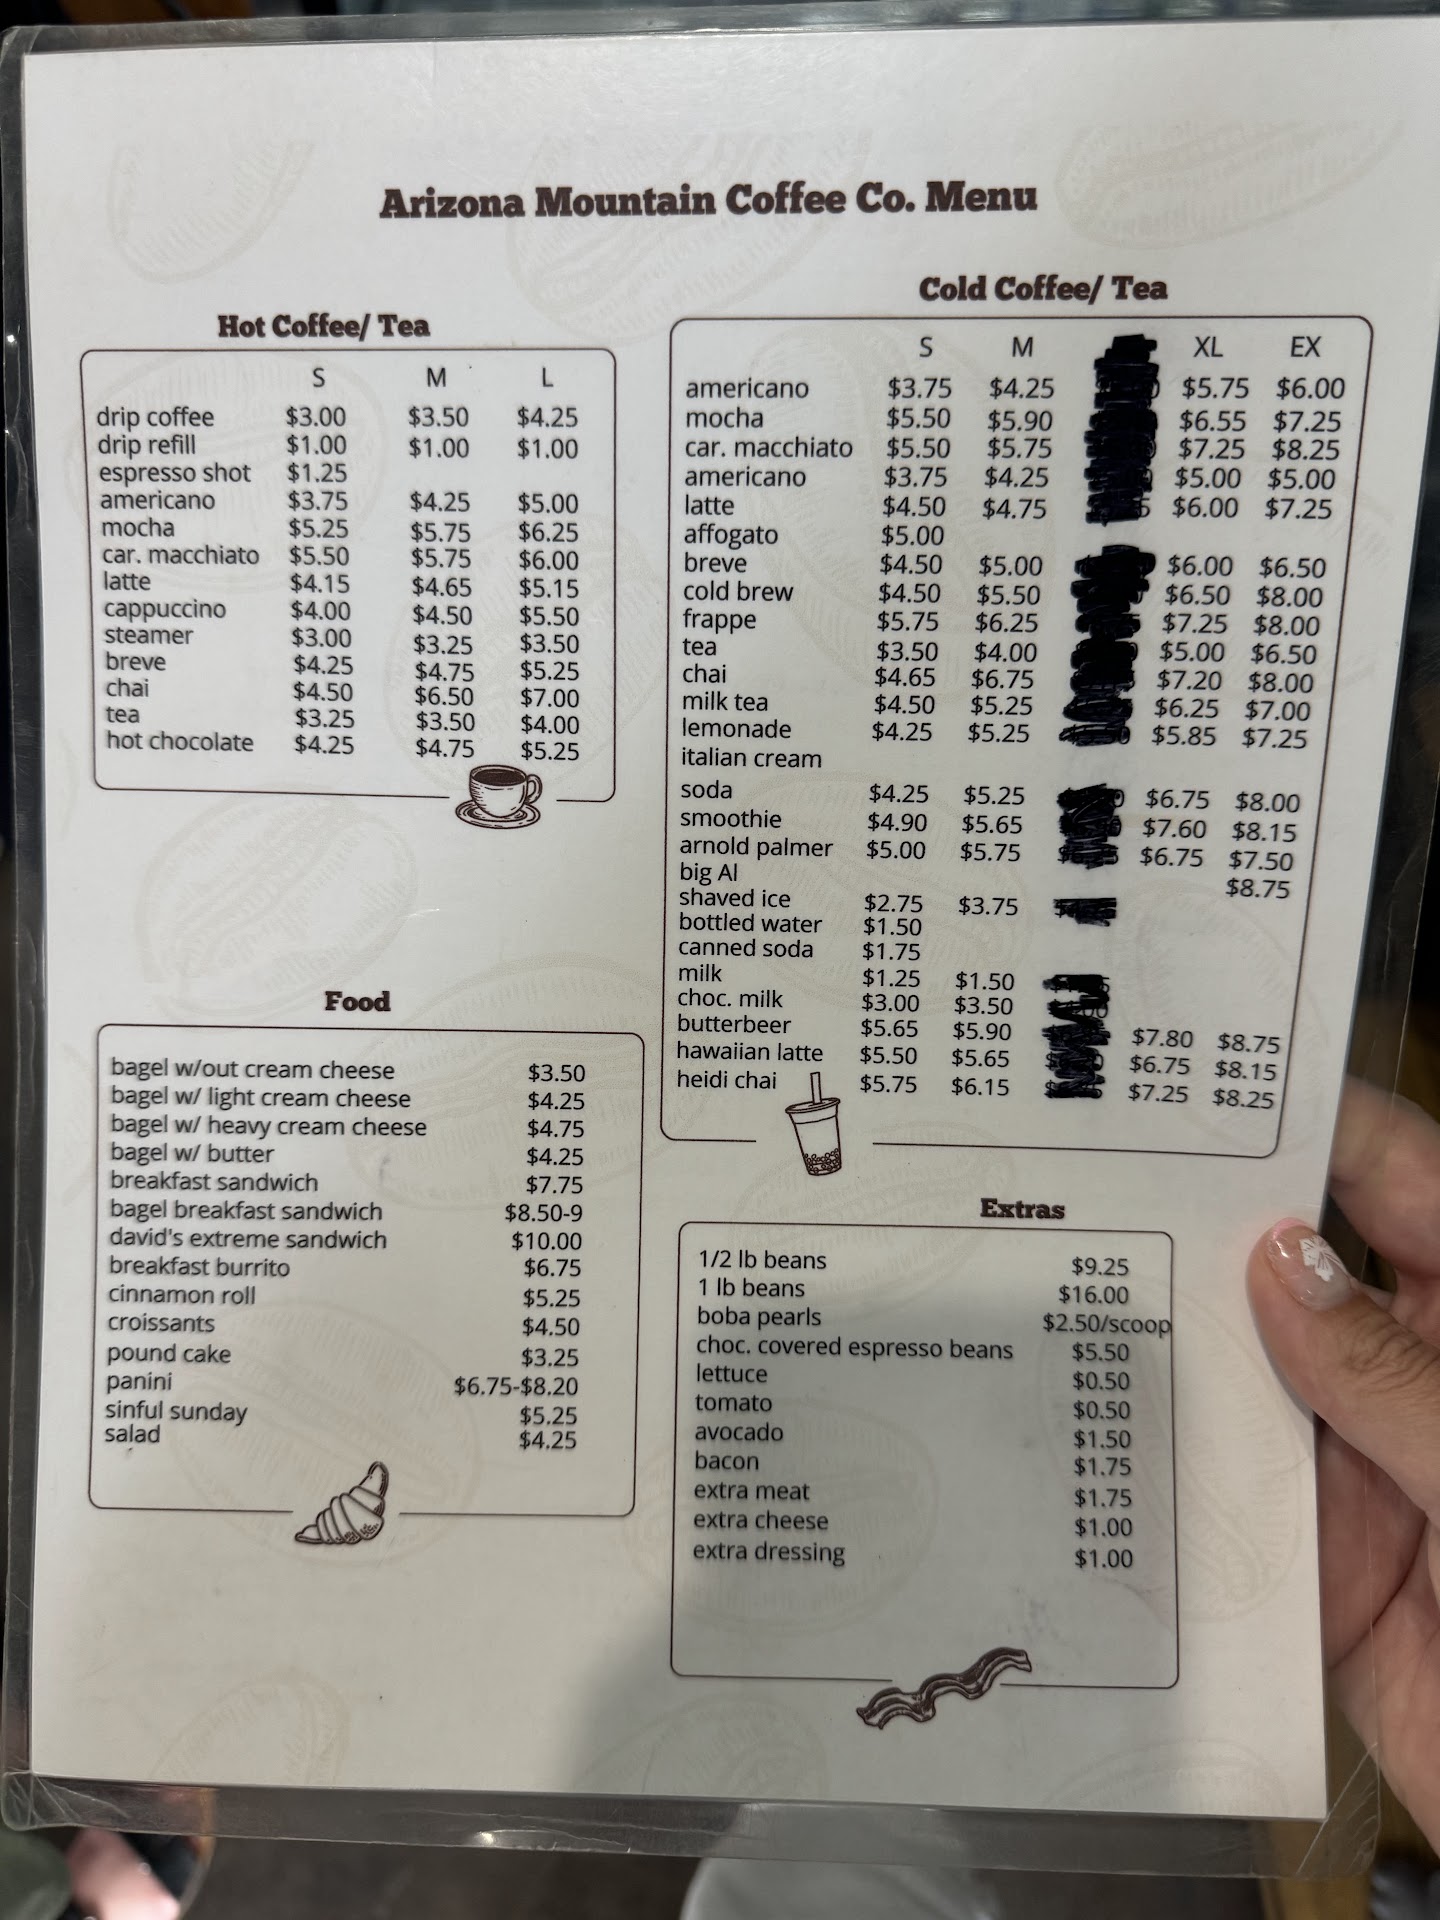 Arizona Mountain Coffee Co. Menu
Hot Coffee/ Tea
S M L
drip coffee $3.00 $3.50 $4.25
drip refill $1.00 $1.00 $1.00
espresso shot $1.25
americano $3.75 $4.25 $5.00
mocha $5.25 $5.75 $6.25
car. macchiato $5.50 $5.75 $6.00
latte $4.15 $4.65 $5.15
cappuccino $4.00 $4.50 $5.50
steamer $3.00 $3.25 $3.50
breve $4.25 $4.75 $5.25
chai $4.50 $6.50 $7.00
tea $3.25 $3.50 $4.00
hot chocolate $4.25 $4.75 $5.25
Food
bagel w/out cream cheese $3.50
bagel w/ light cream cheese $4.25
bagel w/ heavy cream cheese $4.75
bagel w/ butter $4.25
breakfast sandwich $7.75
bagel breakfast sandwich $8.50-9
david's extreme sandwich $10.00
breakfast burrito $6.75
cinnamon roll $5.25
croissants $4.50
pound cake $3.25
panini $6.75-$8.20
sinful sunday $5.25
salad $4.25
Cold Coffee/ Tea
S M XL EX
americano $3.75 $4.25 $5.75 $6.00
mocha $5.50 $5.90 $6.55 $7.25
car. macchiato $5.50 $5.75 $7.25 $8.25
americano $3.75 $4.25 $5.00 $5.00
latte $4.50 $4.75 $6.00 $7.25
affogato $5.00
breve $4.50 $5.00 $6.00 $6.50
cold brew $4.50 $5.50 $6.50 $8.00
frappe $5.75 $6.25 $7.25 $8.00
tea $3.50 $4.00 $5.00 $6.50
chai $4.65 $6.75 $7.20 $8.00
milk tea $4.50 $5.25 $6.25 $7.00
lemonade $4.25 $5.25 $5.85 $7.25
italian cream
soda $4.25 $5.25 $6.75 $8.00
smoothie $4.90 $5.65 $7.60 $8.15
arnold palmer $5.00 $5.75 $6.75 $7.50
big Al $8.75
shaved ice $2.75 $3.75
bottled water $1.50
canned soda $1.75
milk $1.25 $1.50
choc. milk $3.00 $3.50
butterbeer $5.65 $5.90 $7.80 $8.75
hawaiian latte $5.50 $5.65 $6.75 $8.15
heidi chai $5.75 $6.15 $7.25 $8.25
Extras
1/2 lb beans $9.25
1 lb beans $16.00
boba pearls $2.50/scoop
choc. covered espresso beans $5.50
lettuce $0.50
tomato $0.50
avocado $1.50
bacon $1.75
extra meat $1.75
extra cheese $1.00
extra dressing $1.00